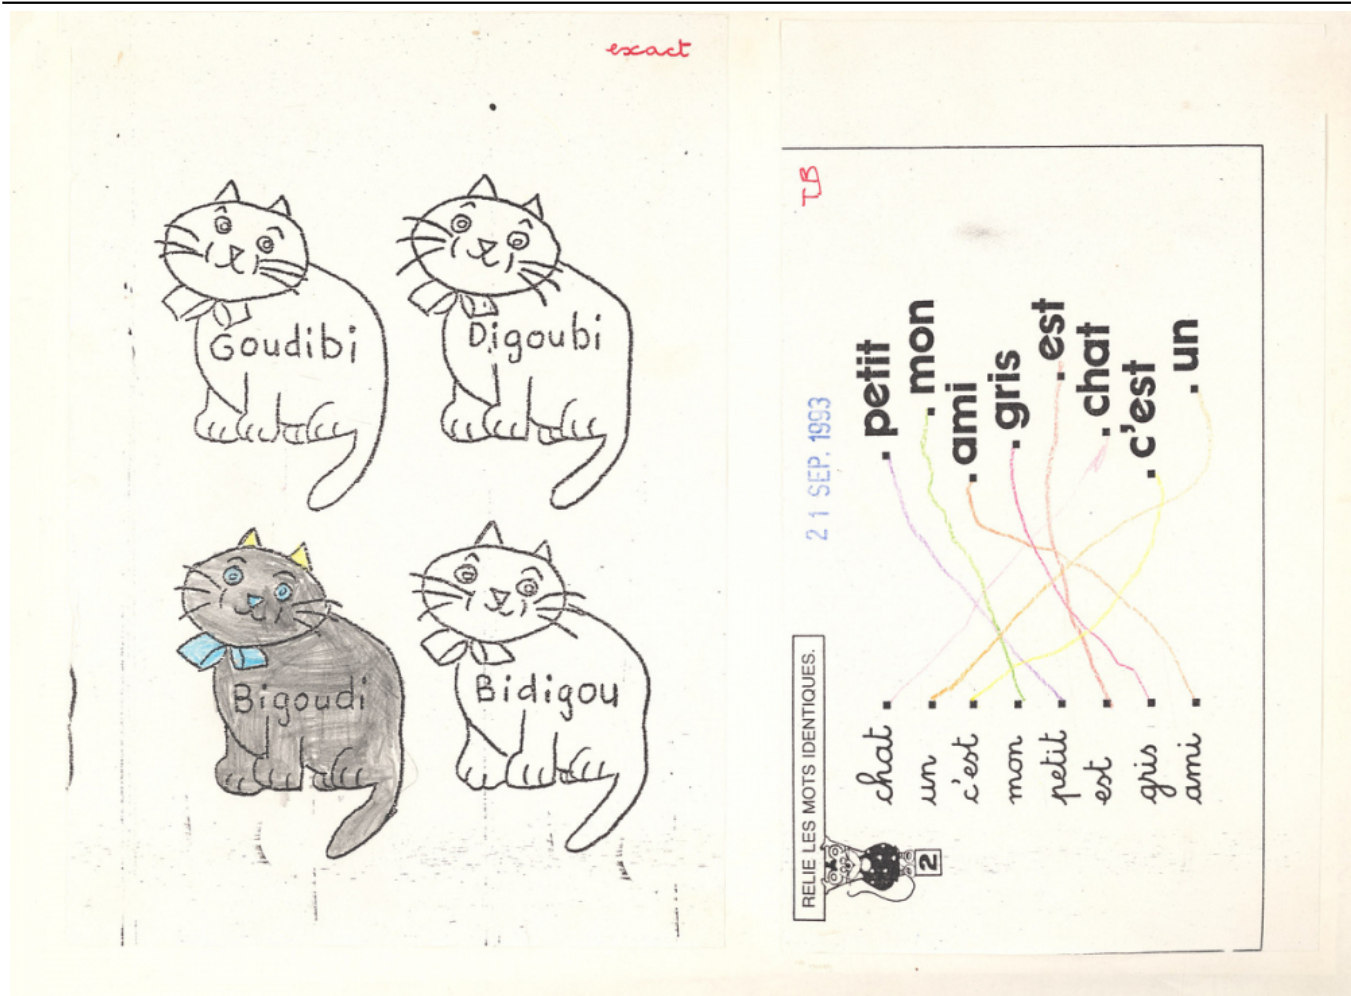 exact
Goudibi
Digoubi
Bigoudi
Bidigou
TB
21 SEP. 1993
RELIE LES MOTS IDENTIQUES.
2
chat
un
c'est
mon
petit
est
gris
ami
petit
mon
ami
gris
est
chat
c'est
un